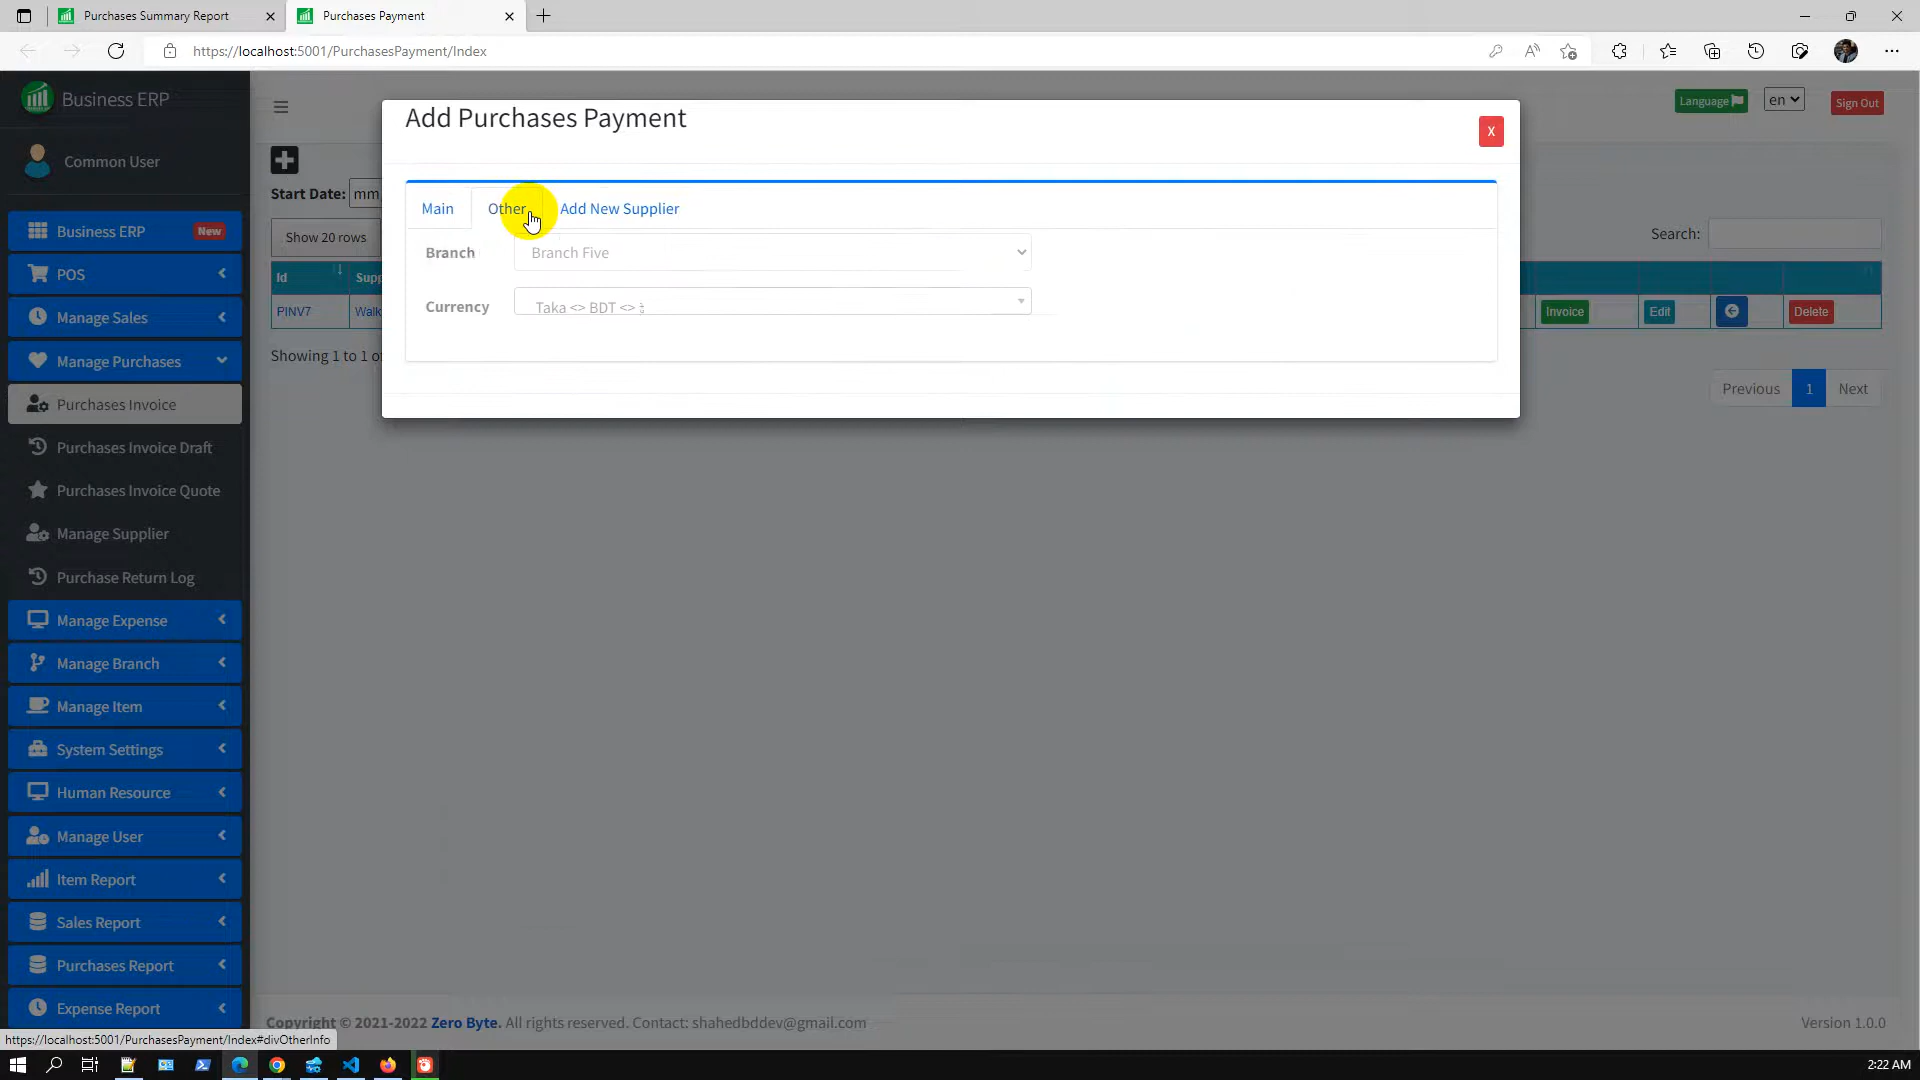 Purchases Summary Report
Purchases Payment
https://localhost:5001/PurchasesPayment/Index
Business ERP
Language
en
Sign Out
Add Purchases Payment
X
Common User
Start Date: mm
Main
Other
Add New Supplier
Business ERP New
Show 20 rows
Search:
Branch
Branch Five
POS
Id
Supp
Currency
Taka <> BDT <>
PINV7
Walk
Invoice
Edit
Delete
Manage Sales
Showing 1 to 1 o
Manage Purchases
Previous
1
Next
Purchases Invoice
Purchases Invoice Draft
Purchases Invoice Quote
Manage Supplier
Purchase Return Log
Manage Expense
Manage Branch
Manage Item
System Settings
Human Resource
Manage User
Item Report
Sales Report
Purchases Report
Expense Report
Copyright © 2021-2022 Zero Byte. All rights reserved. Contact: shahedbddev@gmail.com
Version 1.0.0
https://localhost:5001/PurchasesPayment/Index#divOtherInfo
2:22 AM